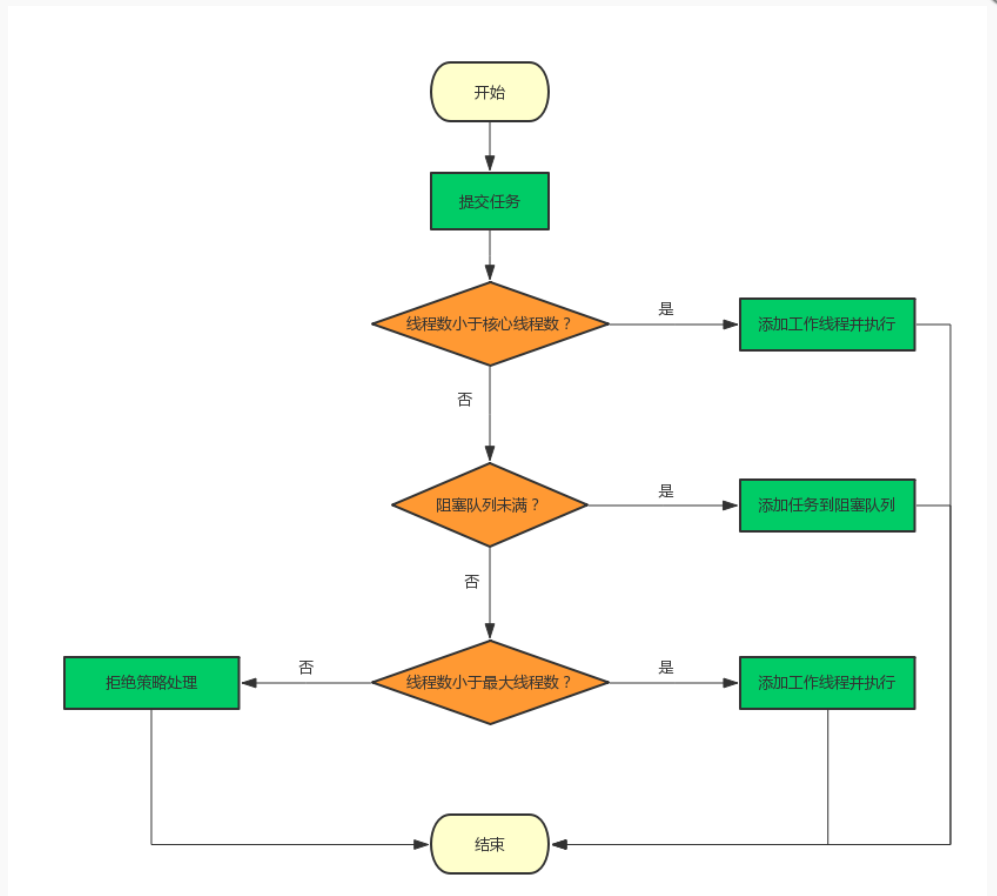 开始
提交任务
线程数小于核心线程数？
是
添加工作线程并执行
否
阻塞队列未满？
是
添加任务到阻塞队列
否
拒绝策略处理
否
线程数小于最大线程数？
是
添加工作线程并执行
结束